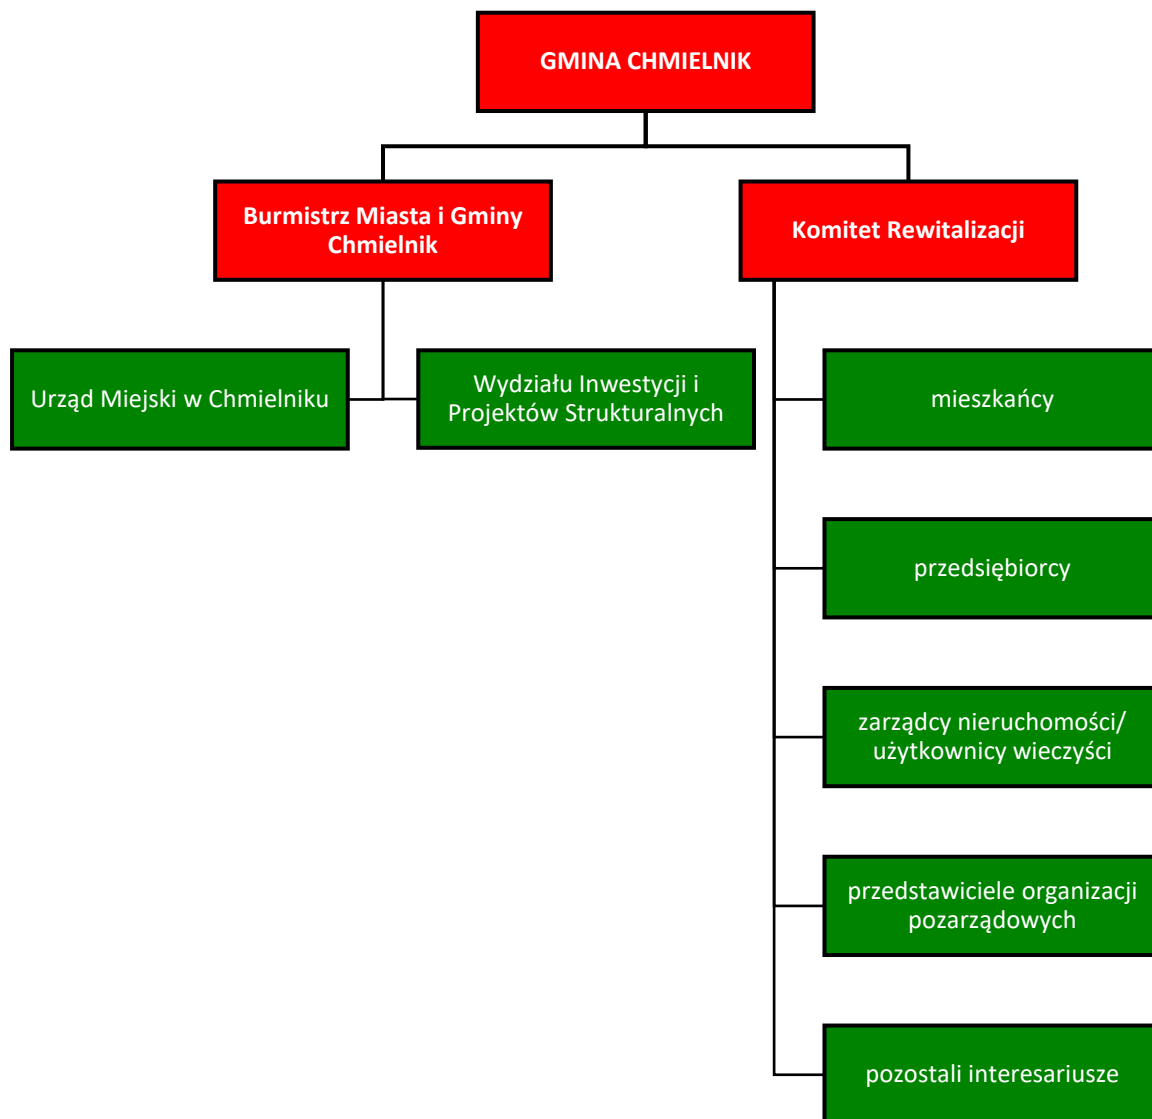 GMINA CHMIELNIK
Burmistrz Miasta i Gminy
Chmielnik
Komitet Rewitalizacji
Urząd Miejski w Chmielniku
Wydziału Inwestycji i
Projektów Strukturalnych
mieszkańcy
przedsiębiorcy
zarządcy nieruchomości/
użytkownicy wieczyści
przedstawiciele organizacji
pozarządowych
pozostali interesariusze